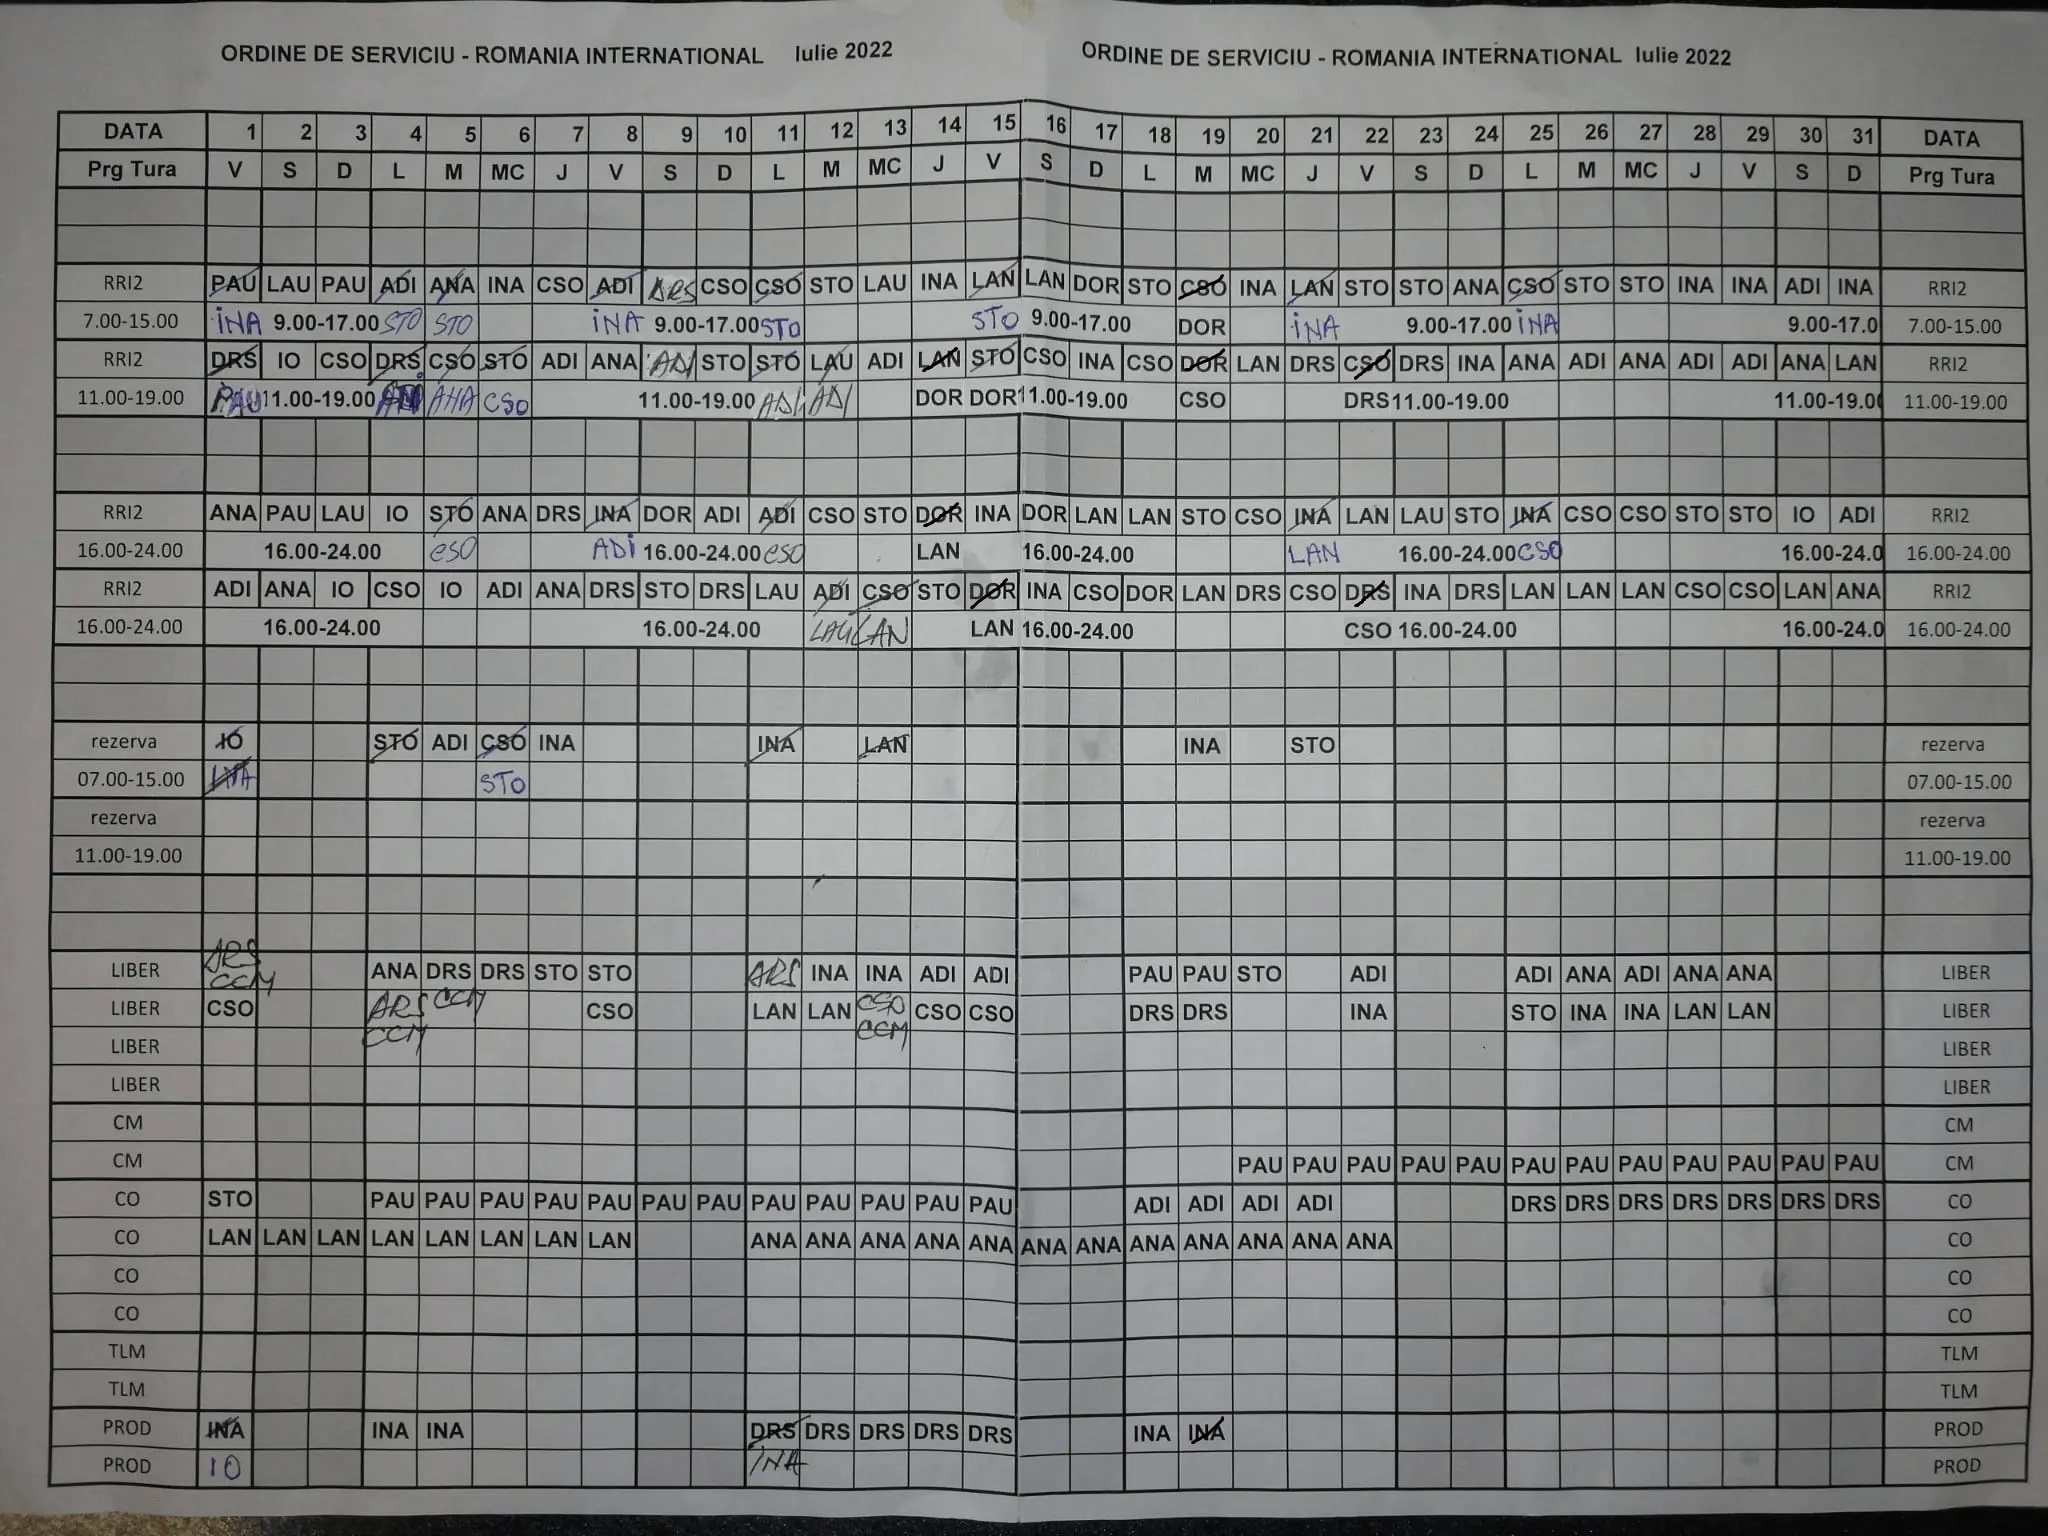 ORDINE DE SERVICIU - ROMANIA INTERNATIONAL Iulie 2022 ORDINE DE SERVICIU - ROMANIA INTERNATIONAL Iulie 2022
DATA 1 2 3 4 5 6 7 8 9 10 11 12 13 14 15 16 17 18 19 20 21 22 23 24 25 26 27 28 29 30 31 DATA
Prg Tura V S D L M MC J V S D L M MC J V S D L M MC J V S D L M MC J V S D Prg Tura
RRI2 PAU LAU PAU ADI ANA INA CSO ADI CSO CSO STO LAU INA LAN LAN DOR STO CSO INA LAN STO STO ANA CSO STO STO INA INA ADI INA RRI2
7.00-15.00 INA 9.00-17.00 STO STO INA 9.00-17.00 STO STO 9.00-17.00 DOR INA 9.00-17.00 INA 9.00-17.0 7.00-15.00
RRI2 DRS IO CSO DRS CSO STO ADI ANA ADI STO STO LAU ADI LAN STO CSO INA CSO DOR LAN DRS CSO DRS INA ANA ADI ANA ADI ADI ANA LAN RRI2
11.00-19.00 PAU 11.00-19.00 ANA CSO 11.00-19.00 ADI ADI DOR DOR 11.00-19.00 CSO DRS 11.00-19.00 11.00-19.00 11.00-19.00
RRI2 ANA PAU LAU IO STO ANA DRS INA DOR ADI ADI CSO STO DOR INA DOR LAN LAN STO CSO INA LAN LAU STO INA CSO CSO STO STO IO ADI RRI2
16.00-24.00 16.00-24.00 CSO ADI 16.00-24.00 CSO LAN 16.00-24.00 LAN 16.00-24.00 CSO 16.00-24.0 16.00-24.00
RRI2 ADI ANA IO CSO IO ADI ANA DRS STO DRS LAU ADI CSO STO DOR INA CSO DOR LAN DRS CSO DRS INA DRS LAN LAN LAN CSO CSO LAN ANA RRI2
16.00-24.00 16.00-24.00 16.00-24.00 LAU LAN LAN 16.00-24.00 CSO 16.00-24.00 16.00-24.0 16.00-24.00
rezerva IO STO ADI CSO INA INA LAN INA STO rezerva
07.00-15.00 INA STO 07.00-15.00
rezerva rezerva
11.00-19.00 11.00-19.00
CCM
LIBER ANA DRS DRS STO STO INA INA ADI ADI PAU PAU STO ADI ADI ANA ADI ANA ANA LIBER
LIBER CSO CCM CSO LAN LAN CSO CSO CSO DRS DRS INA STO INA INA LAN LAN LIBER
LIBER CCM CCM LIBER
LIBER LIBER
CM CM
CM PAU PAU PAU PAU PAU PAU PAU PAU PAU PAU PAU PAU CM
CO STO PAU PAU PAU PAU PAU PAU PAU PAU PAU PAU PAU PAU ADI ADI ADI ADI DRS DRS DRS DRS DRS DRS DRS CO
CO LAN LAN LAN LAN LAN LAN LAN LAN ANA ANA ANA ANA ANA ANA ANA ANA ANA ANA ANA ANA CO
CO CO
CO CO
TLM TLM
TLM TLM
PROD INA INA INA DRS DRS DRS DRS DRS INA INA PROD
PROD IO INA PROD